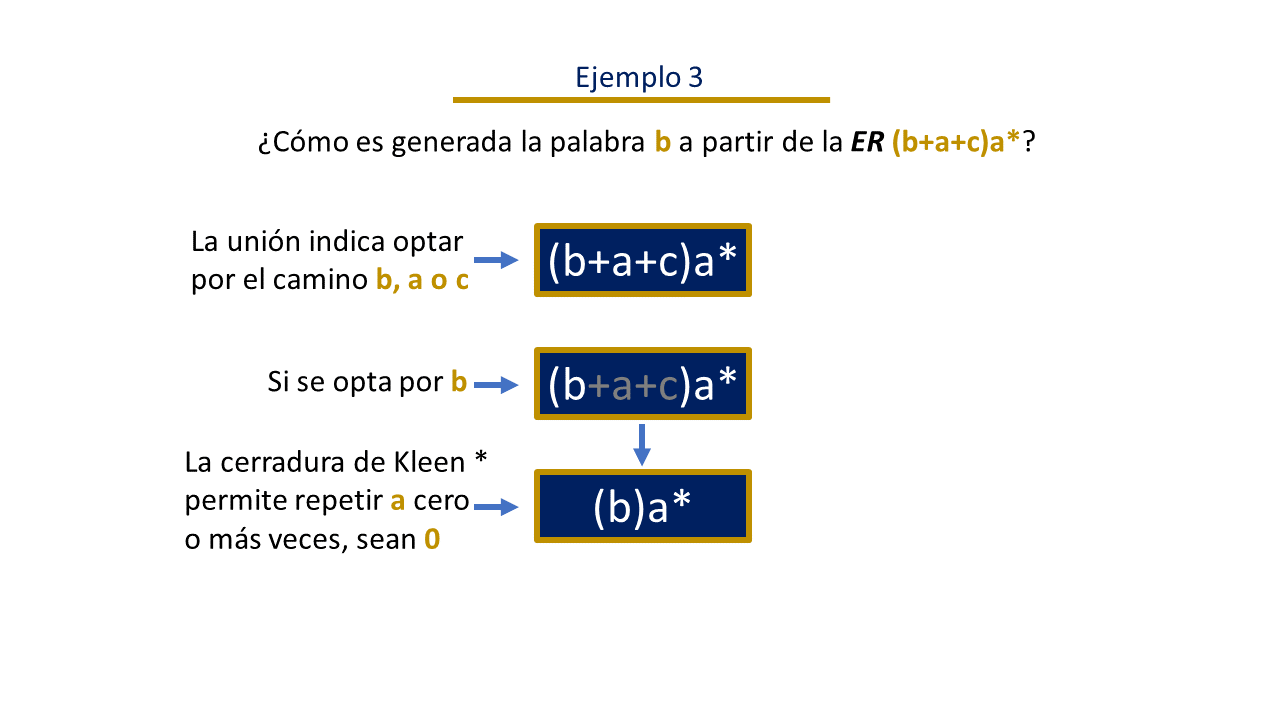 Ejemplo 3
¿Cómo es generada la palabra b a partir de la ER (b+a+c)a*?
La unión indica optar
por el camino b, a o c
(b+a+c)a*
Si se opta por b
(b+a+c)a*
La cerradura de Kleen *
permite repetir a cero
o más veces, sean 0
(b)a*